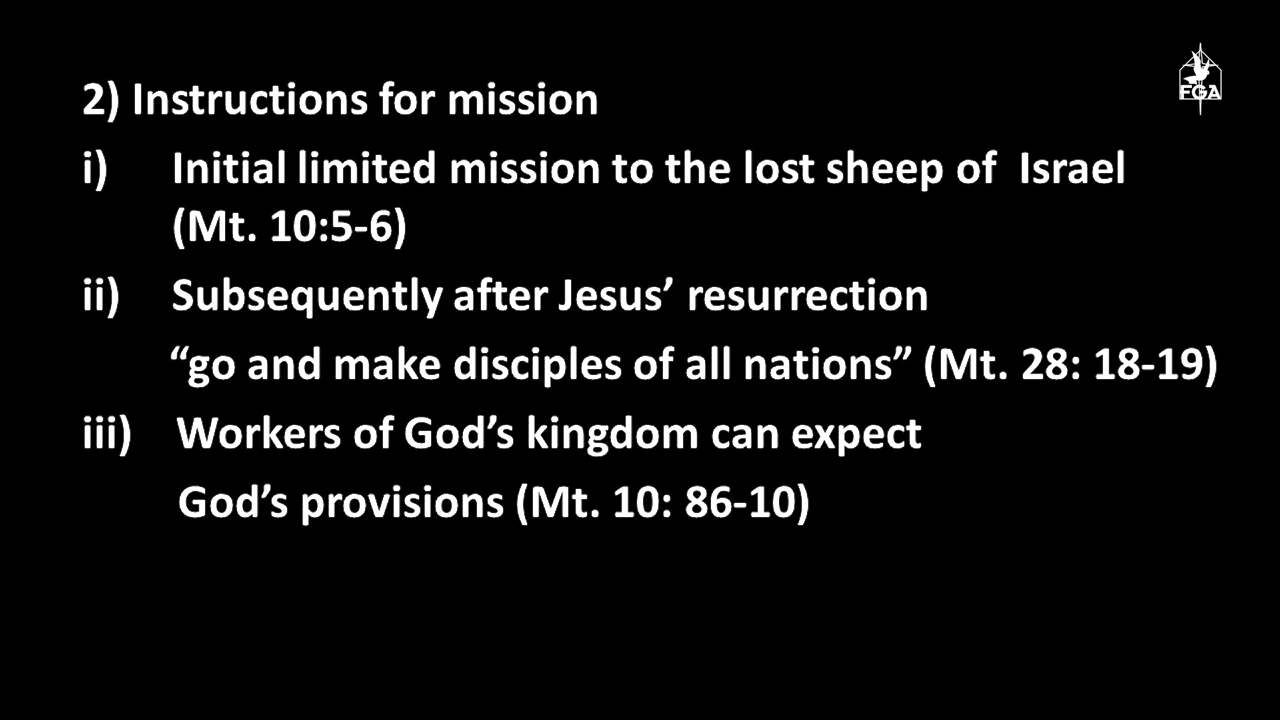 FGA
2) Instructions for mission
i) Initial limited mission to the lost sheep of Israel
(Mt. 10:5-6)
ii) Subsequently after Jesus’ resurrection
“go and make disciples of all nations” (Mt. 28: 18-19)
iii) Workers of God’s kingdom can expect
God’s provisions (Mt. 10: 86-10)